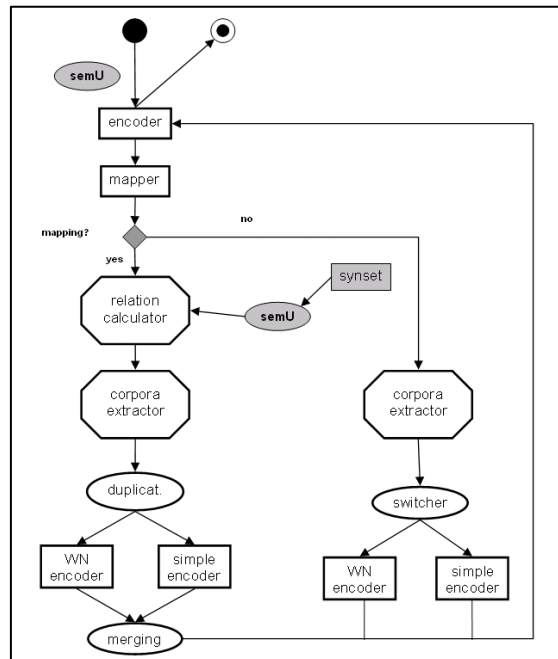 semU
encoder
mapper
mapping?
no
yes
relation
calculator
synset
semU
corpora
extractor
corpora
extractor
duplicat.
switcher
WN
encoder
simple
encoder
WN
encoder
simple
encoder
merging